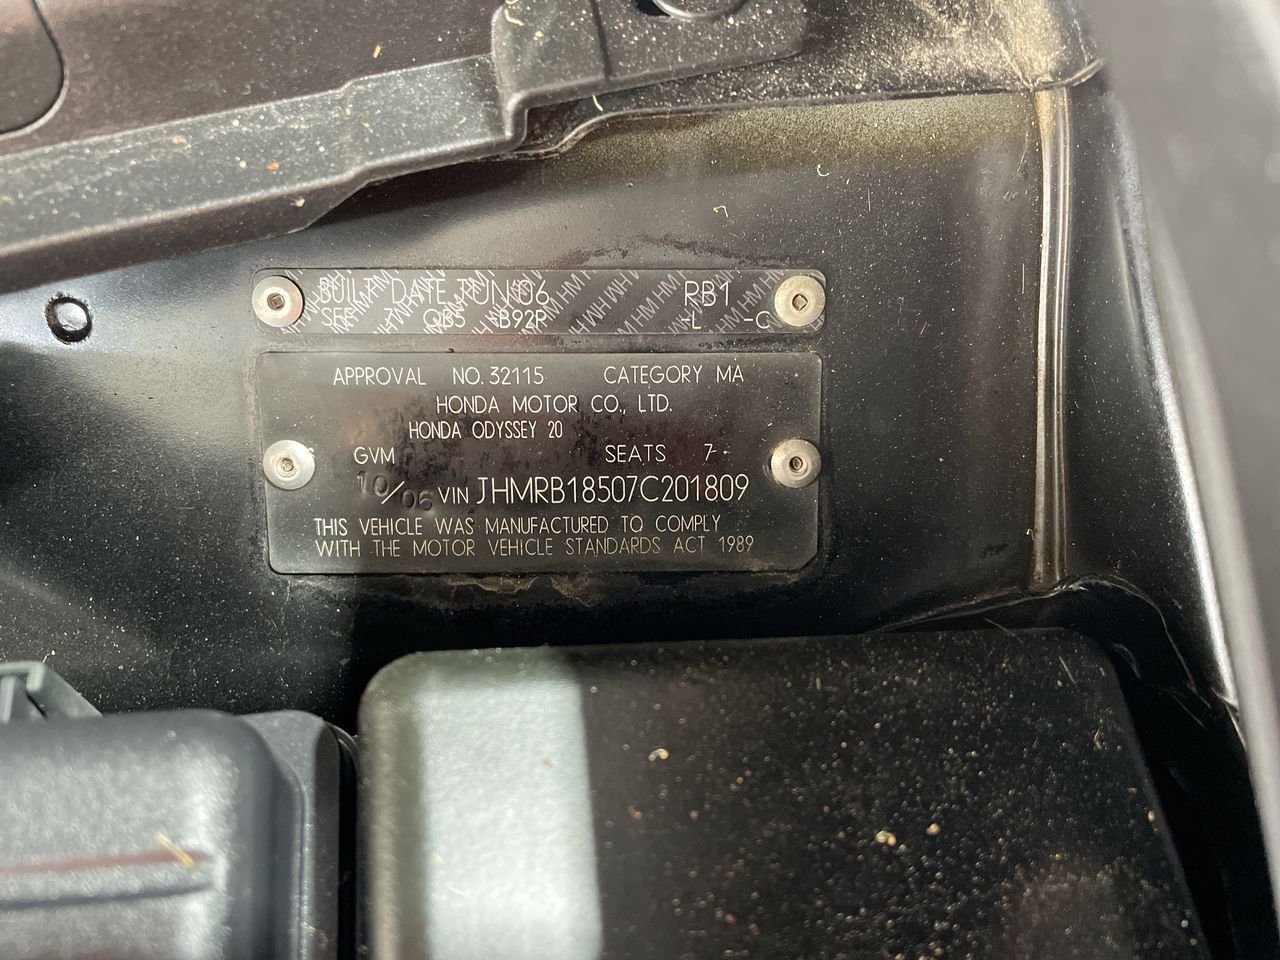 BUILT DATE JUN 06 RB1
SEE 7 Q85 B92P -L -C
APPROVAL NO. 32115 CATEGORY MA
HONDA MOTOR CO., LTD.
HONDA ODYSSEY 20
GVM SEATS 7
10/06 VIN JHMRB18507C201809
THIS VEHICLE WAS MANUFACTURED TO COMPLY
WITH THE MOTOR VEHICLE STANDARDS ACT 1989